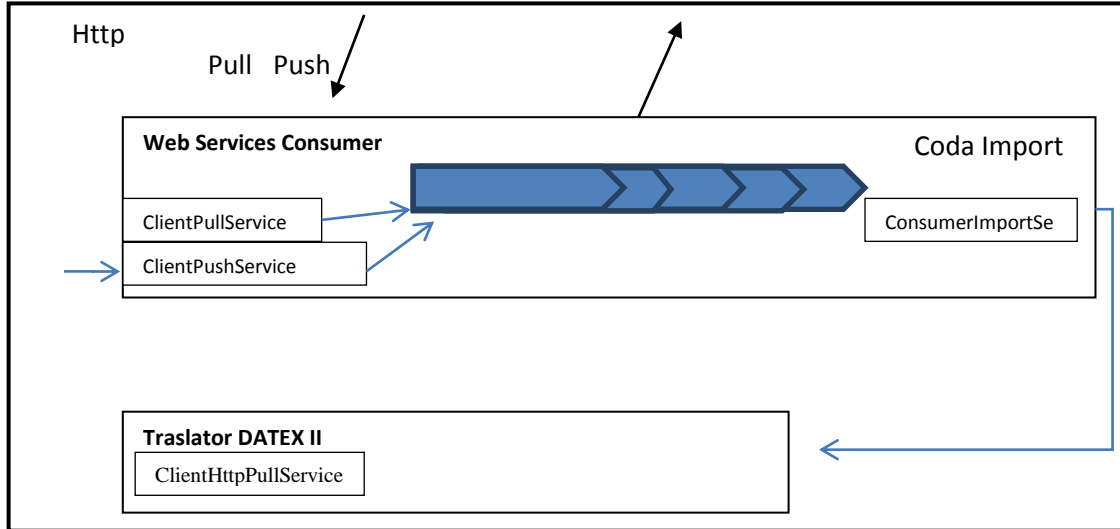 Http
Pull Push
Web Services Consumer
Coda Import
ClientPullService
ConsumerImportSe
ClientPushService
Traslator DATEX II
ClientHttpPullService